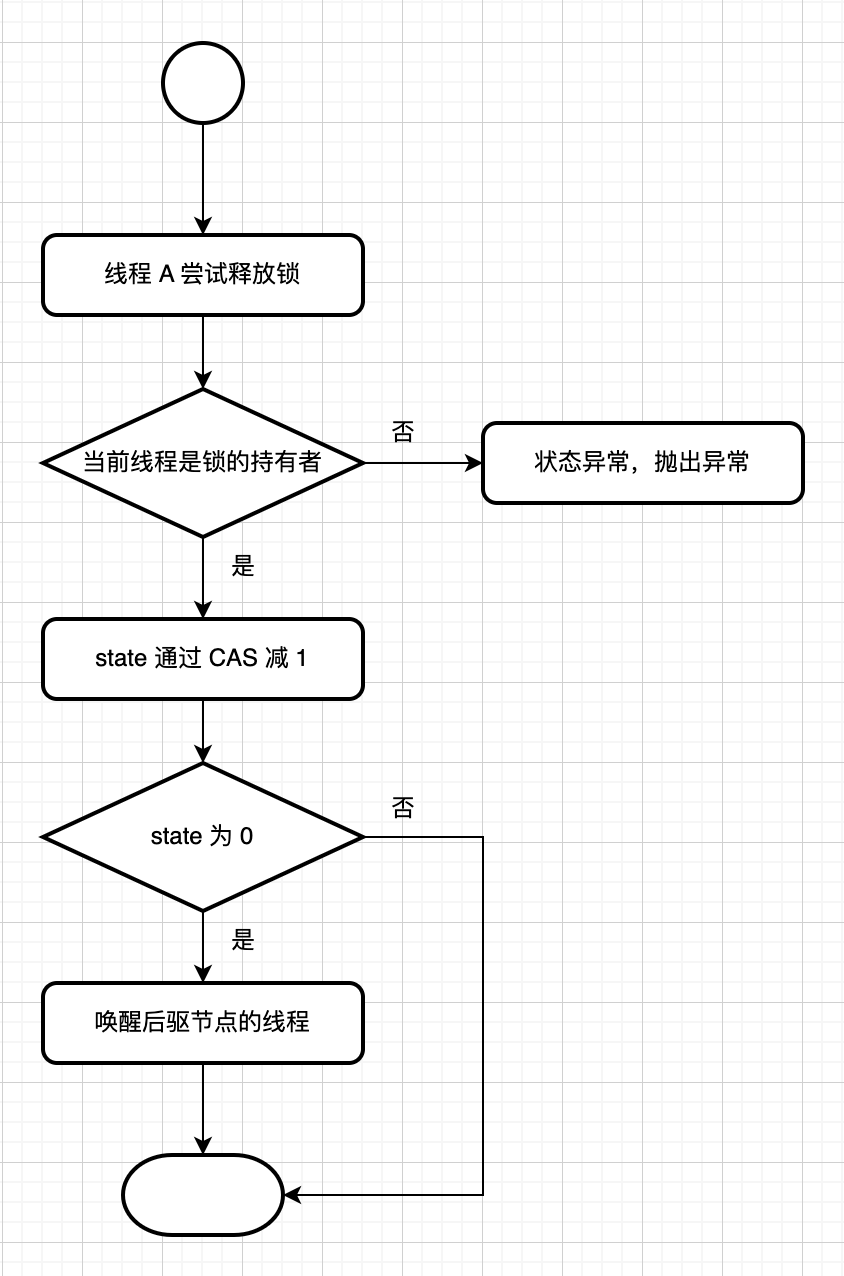 线程 A 尝试释放锁
否
当前线程是锁的持有者
状态异常，抛出异常
是
state 通过 CAS 减 1
否
state 为 0
是
唤醒后驱节点的线程